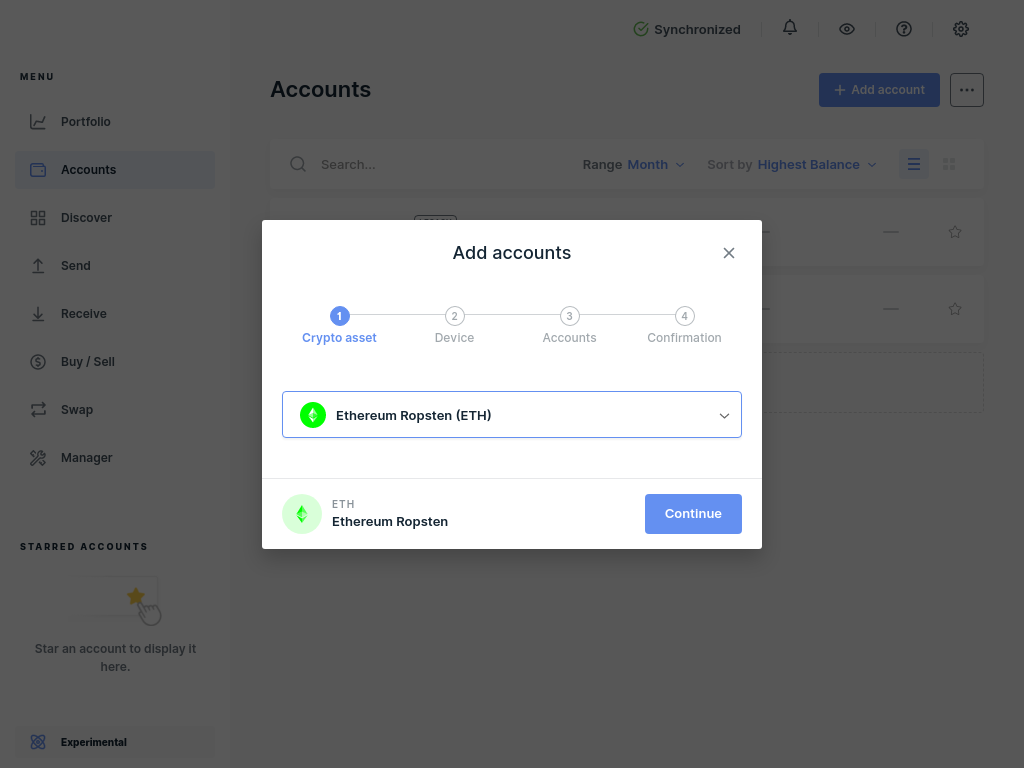 Synchronized
MENU
Portfolio
Accounts
Discover
Send
Receive
Buy / Sell
Swap
Manager
STARRED ACCOUNTS
Star an account to display it
here.
Experimental
Accounts
+ Add account
Search...
Range Month
Sort by Highest Balance
Add accounts
1
2
3
4
Crypto asset
Device
Accounts
Confirmation
Ethereum Ropsten (ETH)
ETH
Ethereum Ropsten
Continue